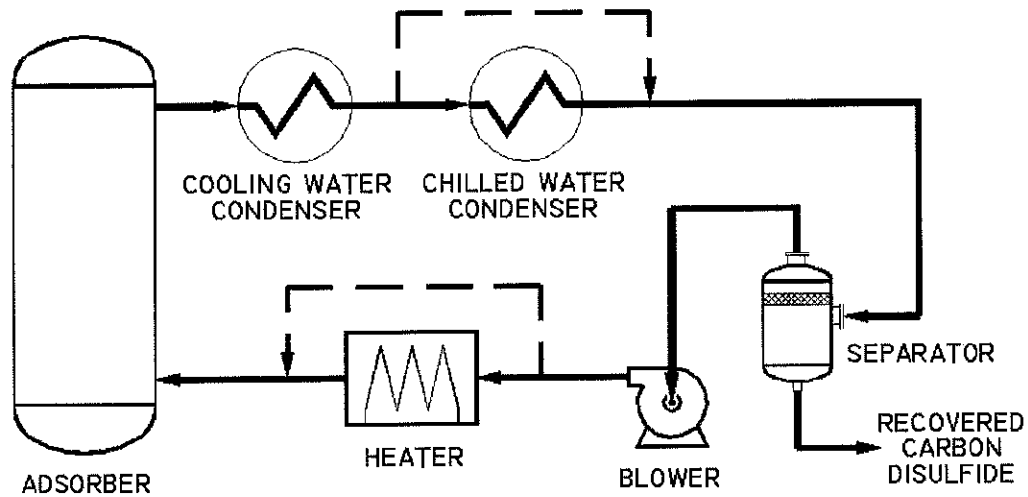 COOLING WATER
CONDENSER
CHILLED WATER
CONDENSER
SEPARATOR
HEATER
BLOWER
RECOVERED
CARBON
DISULFIDE
ADSORBER